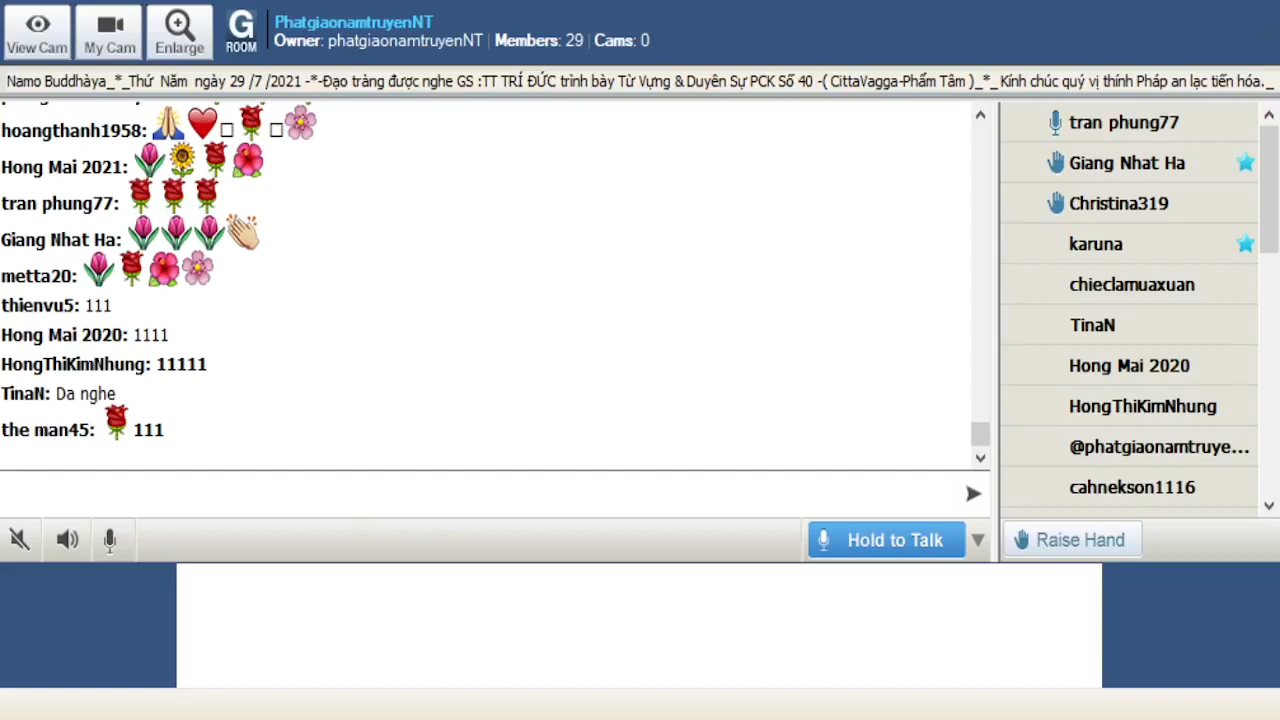 PhatgiaonamtruyenNT
Owner: phatgiaonamtruyenNT | Members: 29 | Cams: 0
View Cam
My Cam
Enlarge
G
ROOM
Namo Buddhàya_*_Thứ Năm ngày 29 /7 /2021 -*-Đạo tràng được nghe GS :TT TRÍ ĐỨC trình bày Từ Vựng & Duyên Sự PCK Số 40 -( CittaVagga-Phẩm Tâm )_*_ Kính chúc quý vị thính Pháp an lạc tiến hóa._
hoangthanh1958: 🙏❤️□🌹□🌸
Hong Mai 2021: 🌷🌻🌹🌺
tran phung77: 🌹🌹🌹
Giang Nhat Ha: 🌷🌷🌷👏
metta20: 🌷🌹🌺🌸
thienvu5: 111
Hong Mai 2020: 1111
HongThiKimNhung: 11111
TinaN: Da nghe
the man45: 🌹111
tran phung77
Giang Nhat Ha
Christina319
karuna
chieclamuaxuan
TinaN
Hong Mai 2020
HongThiKimNhung
@phatgiaonamtruye...
cahnekson1116
Hold to Talk
Raise Hand